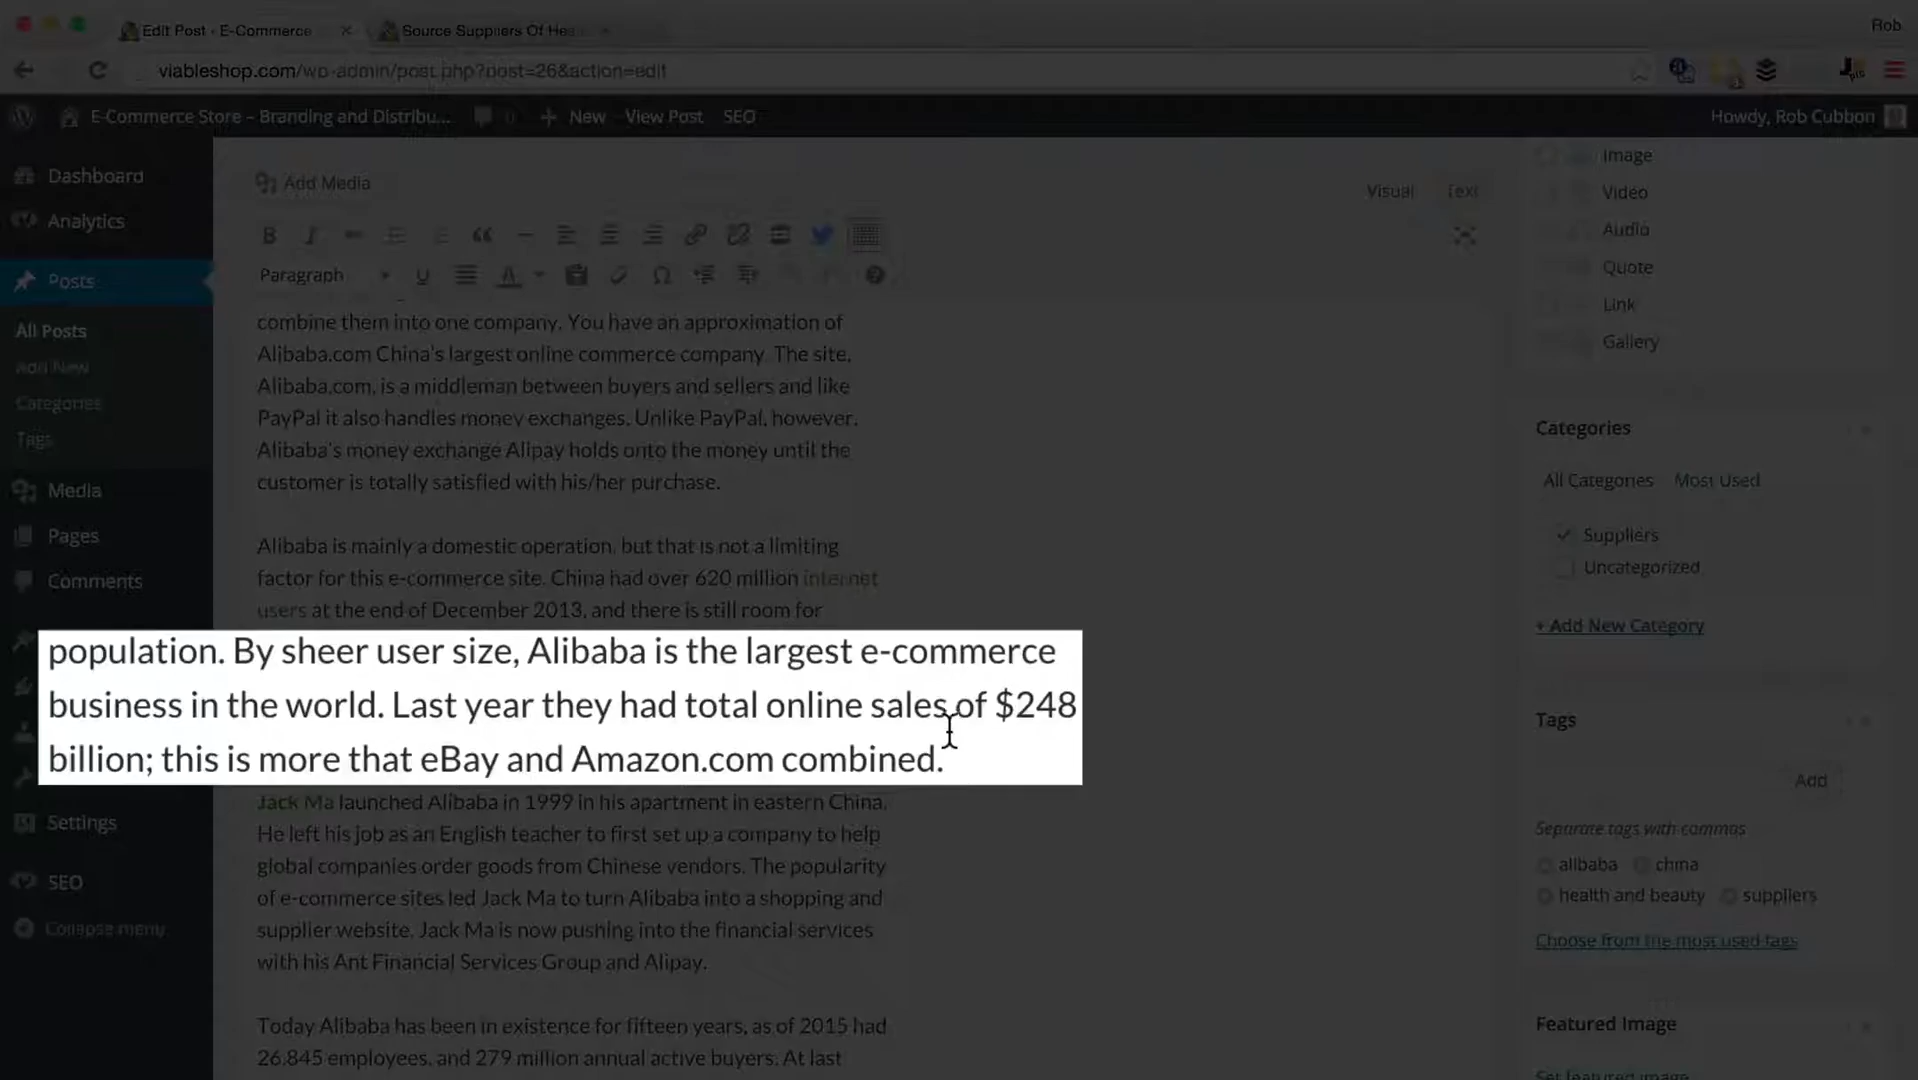 Edit Post ‹ E-Commerce
Source Suppliers Of Hea
Rob
viableshop.com/wp-admin/post.php?post=26&action=edit
E-Commerce Store – Branding and Distribu...
0
New
View Post
SEO
Howdy, Rob Cubbon
Dashboard
Analytics
Posts
All Posts
Add New
Categories
Tags
Media
Pages
Comments
Settings
SEO
Collapse menu
Add Media
Visual
Text
Paragraph
combine them into one company. You have an approximation of
Alibaba.com China's largest online commerce company. The site,
Alibaba.com, is a middleman between buyers and sellers and like
PayPal it also handles money exchanges. Unlike PayPal, however,
Alibaba's money exchange Alipay holds onto the money until the
customer is totally satisfied with his/her purchase.
Alibaba is mainly a domestic operation, but that is not a limiting
factor for this e-commerce site. China had over 620 million internet
users at the end of December 2013, and there is still room for
population. By sheer user size, Alibaba is the largest e-commerce
business in the world. Last year they had total online sales of $248
billion; this is more that eBay and Amazon.com combined.
Jack Ma launched Alibaba in 1999 in his apartment in eastern China.
He left his job as an English teacher to first set up a company to help
global companies order goods from Chinese vendors. The popularity
of e-commerce sites led Jack Ma to turn Alibaba into a shopping and
supplier website. Jack Ma is now pushing into the financial services
with his Ant Financial Services Group and Alipay.
Today Alibaba has been in existence for fifteen years, as of 2015 had
26,845 employees, and 279 million annual active buyers. At last
Image
Video
Audio
Quote
Link
Gallery
Categories
All Categories
Most Used
Suppliers
Uncategorized
+ Add New Category
Tags
Add
Separate tags with commas
alibaba
china
health and beauty
suppliers
Choose from the most used tags
Featured Image
Set featured image